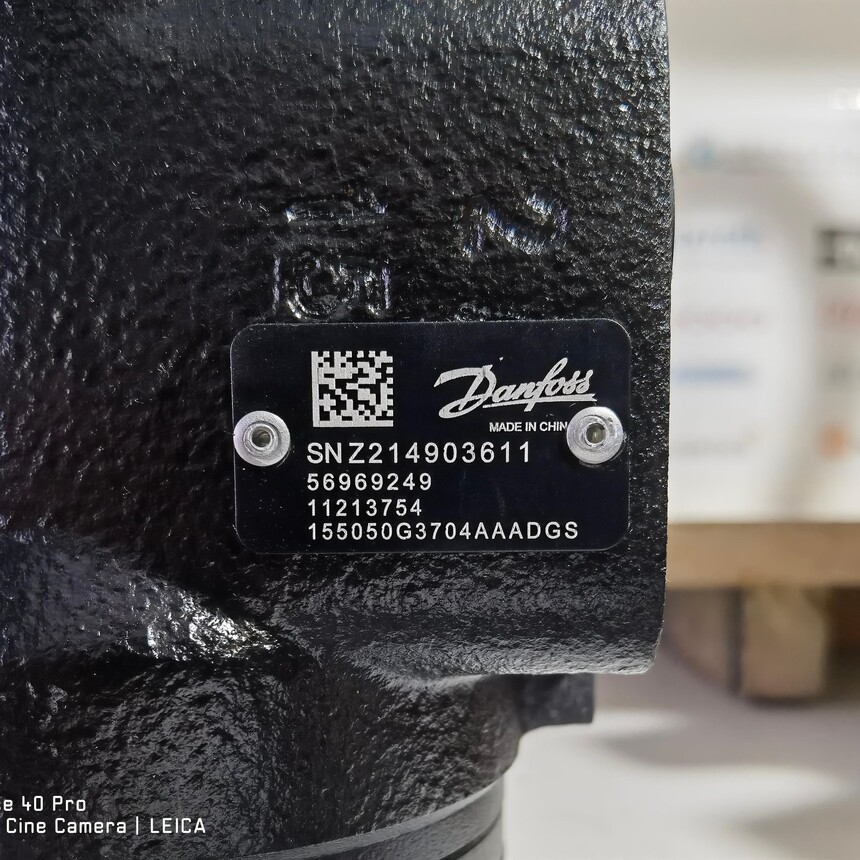 Danfoss
MADE IN CHIN
SNZ214903611
56969249
11213754
155050G3704AAADGS
e 40 Pro
Cine Camera | LEICA